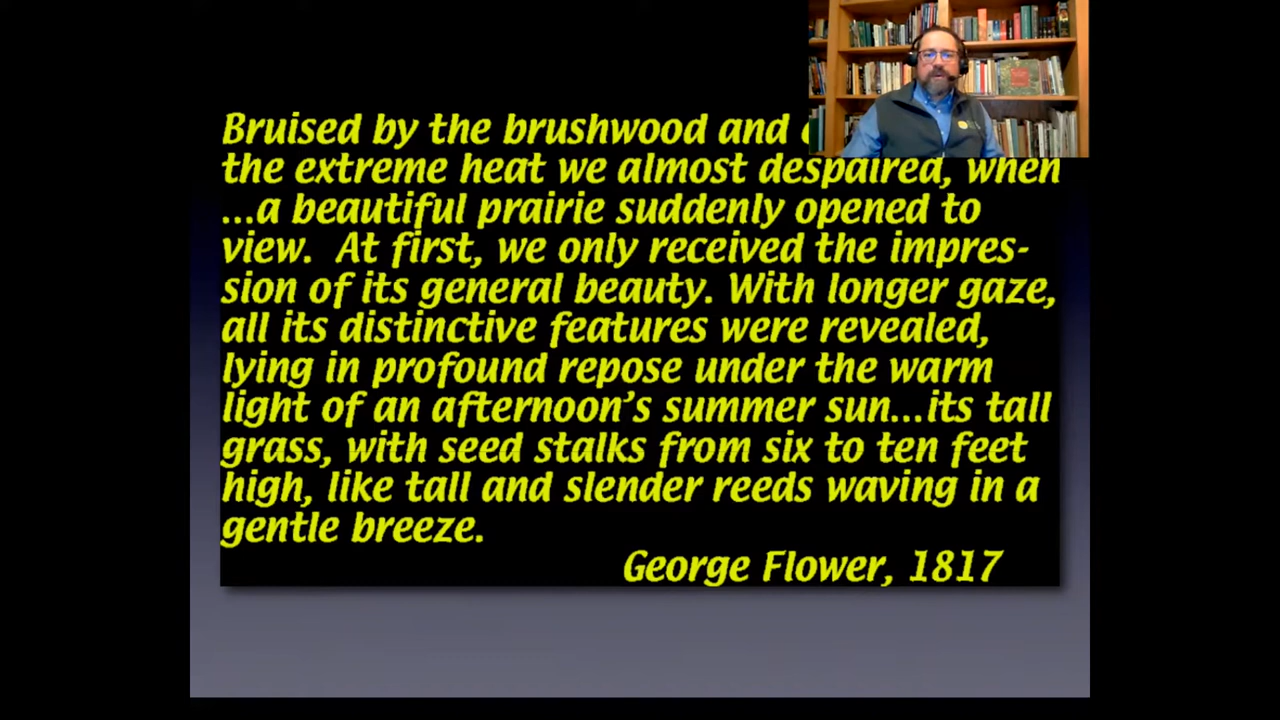 Bruised by the brushwood and
the extreme heat we almost despaired, when
...a beautiful prairie suddenly opened to
view. At first, we only received the impres-
sion of its general beauty. With longer gaze,
all its distinctive features were revealed,
lying in profound repose under the warm
light of an afternoon’s summer sun...its tall
grass, with seed stalks from six to ten feet
high, like tall and slender reeds waving in a
gentle breeze.
George Flower, 1817